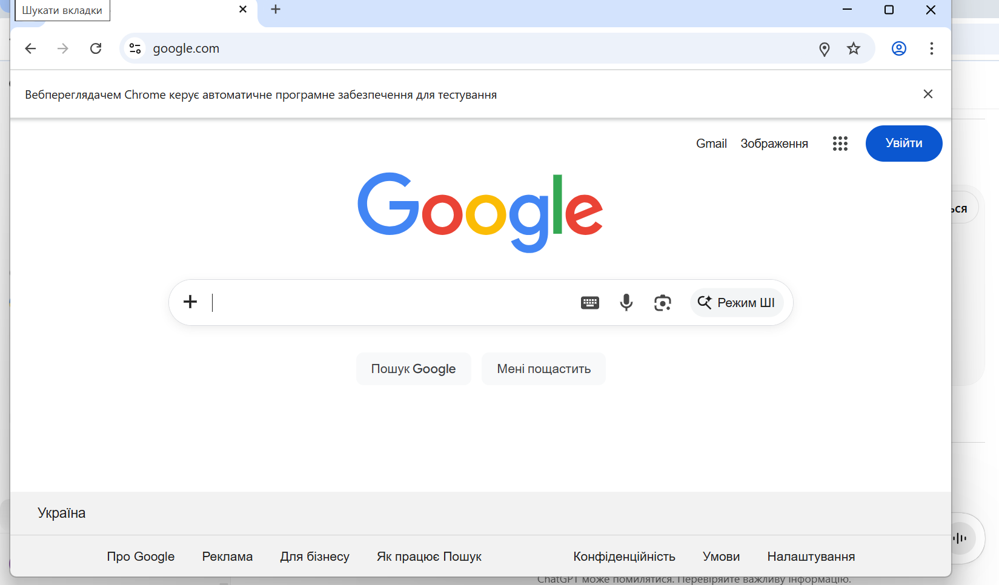 Шукати вкладки
google.com
Вебпереглядачем Chrome керує автоматичне програмне забезпечення для тестування
Gmail Зображення Увійти
Google
ься
Режим ШІ
Пошук Google Мені пощастить
Україна
Про Google Реклама Для бізнесу Як працює Пошук Конфіденційність Умови Налаштування
ChatGPT може помилятися. Перевіряйте важливу інформацію.